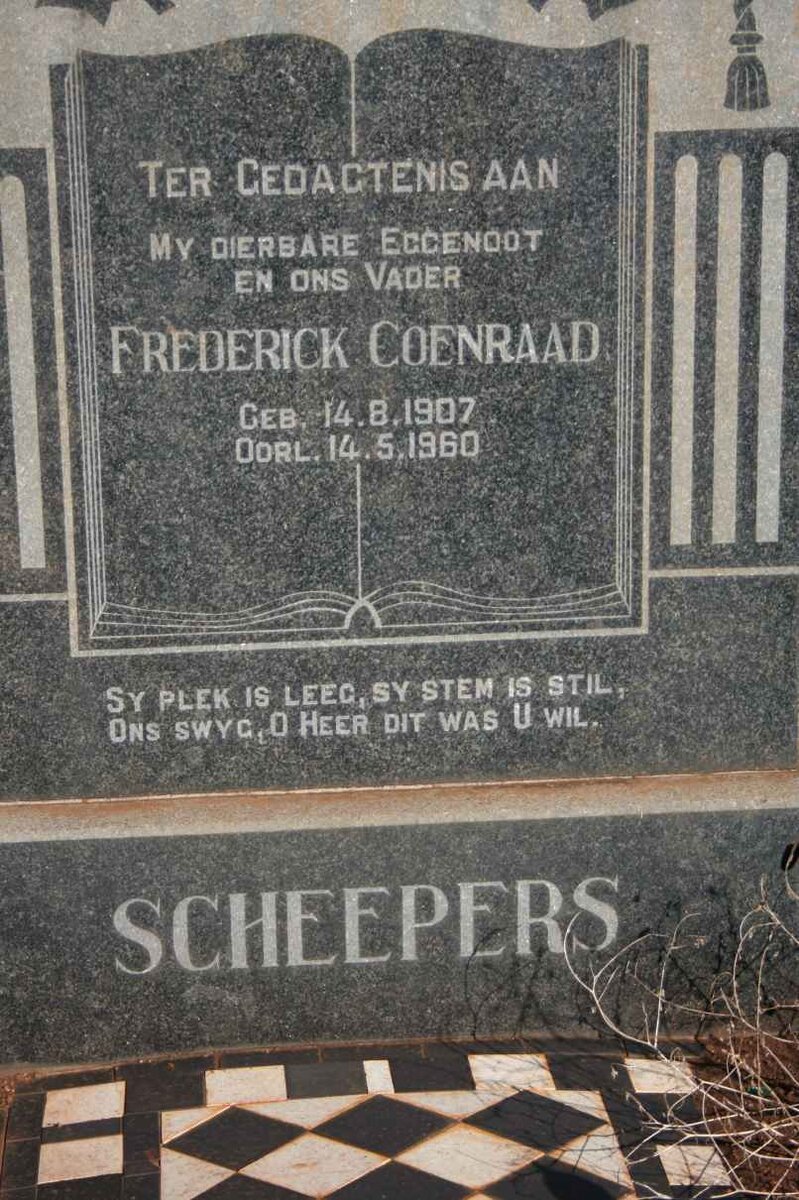 TER GEDAGTENIS AAN
MY DIERBARE EGGENOOT
EN ONS VADER
FREDERICK COENRAAD
GEB. 14.8.1907
OORL. 14.5.1960
SY PLEK IS LEEG, SY STEM IS STIL,
ONS SWYG, O HEER DIT WAS U WIL.
SCHEEPERS